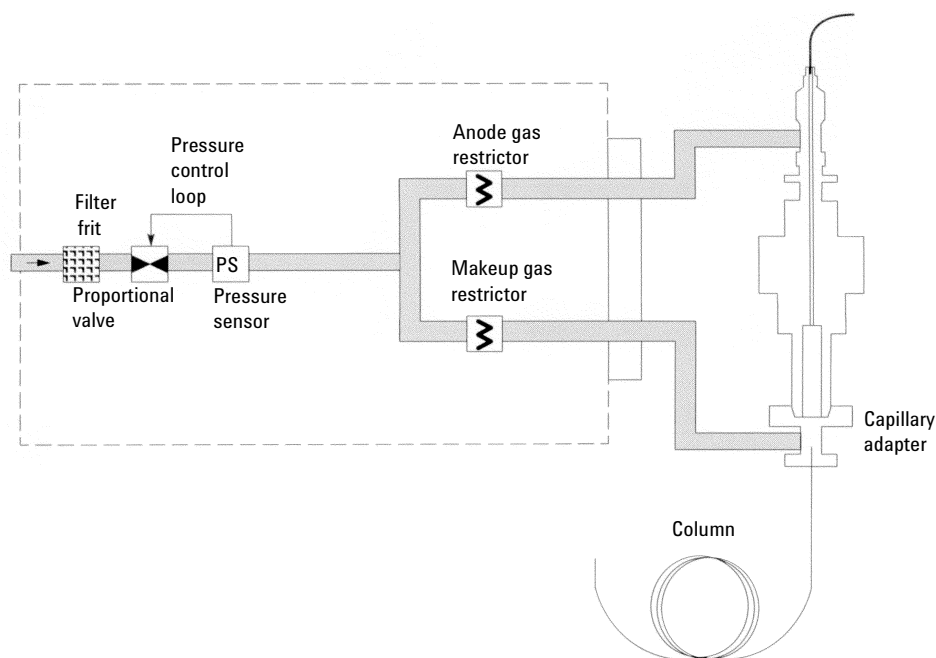 Anode gas
restrictor
Pressure
control
loop
Filter
frit
PS
Proportional
valve
Pressure
sensor
Makeup gas
restrictor
Capillary
adapter
Column